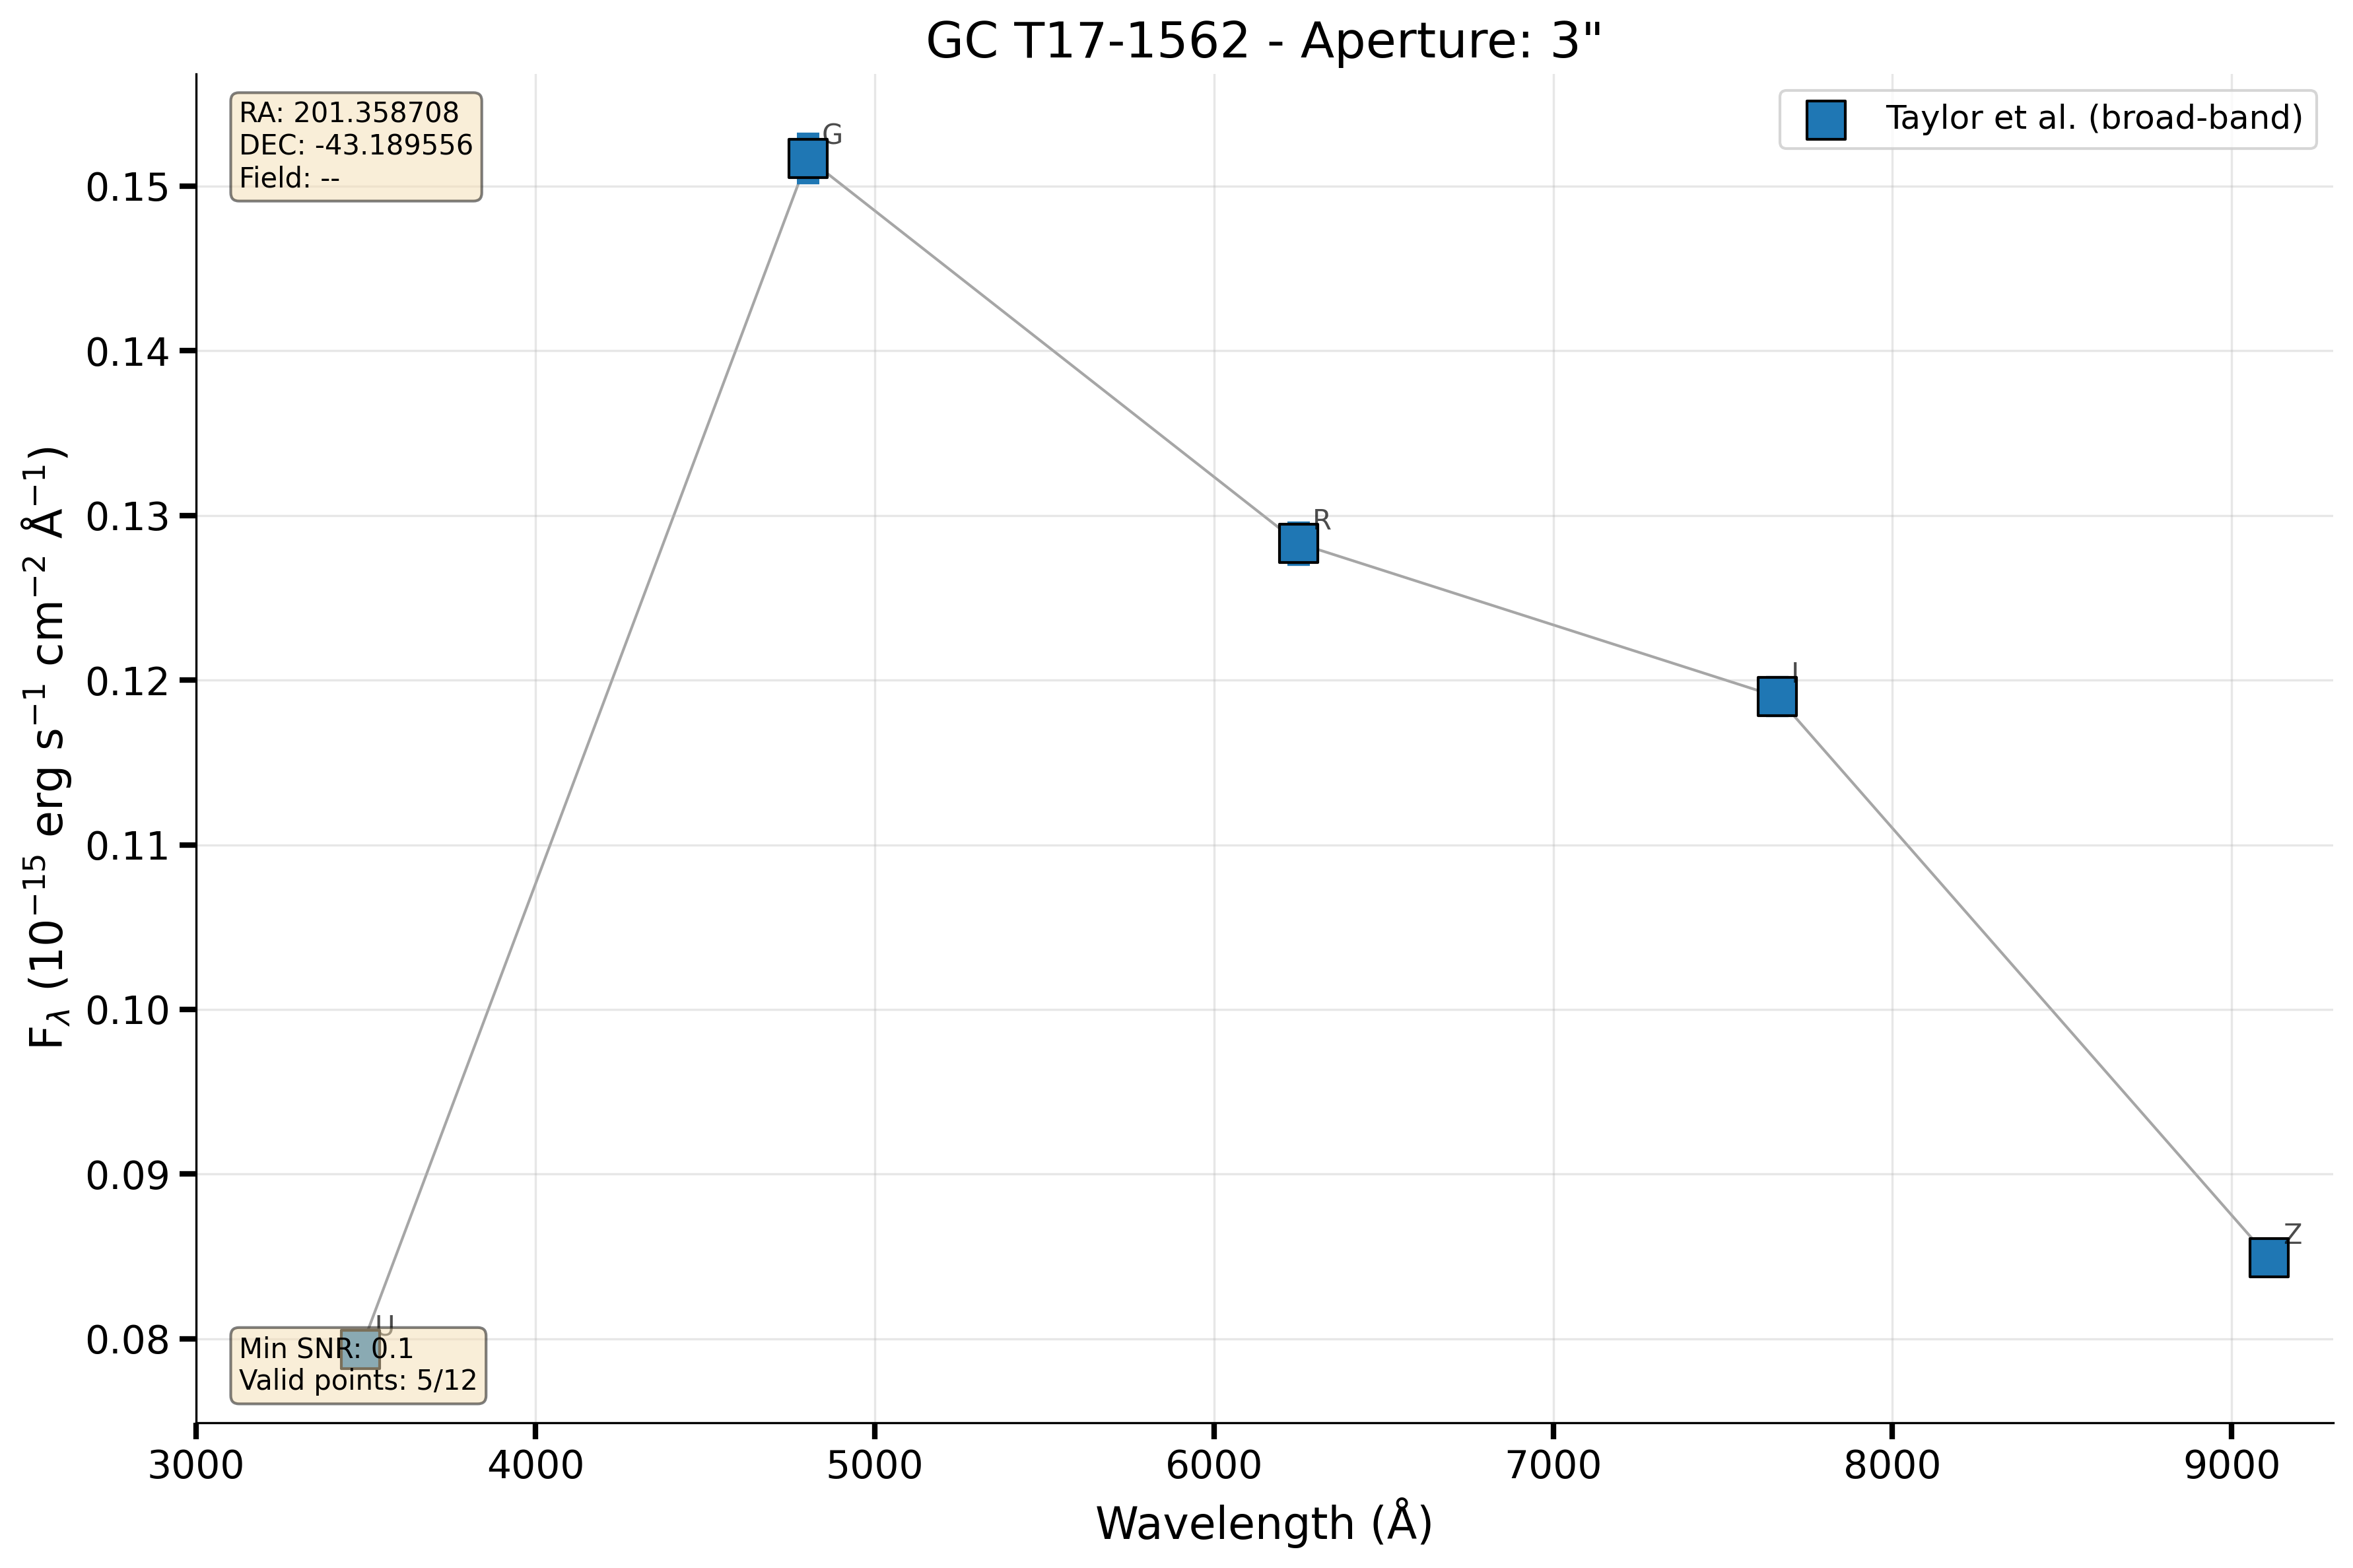 GC T17-1562 - Aperture: 3"
RA: 201.358708
DEC: -43.189556
Field: --
Taylor et al. (broad-band)
G
R
I
Z
U
Min SNR: 0.1
Valid points: 5/12
F_λ (10⁻¹⁵ erg s⁻¹ cm⁻² Å⁻¹)
0.15
0.14
0.13
0.12
0.11
0.10
0.09
0.08
3000 4000 5000 6000 7000 8000 9000
Wavelength (Å)